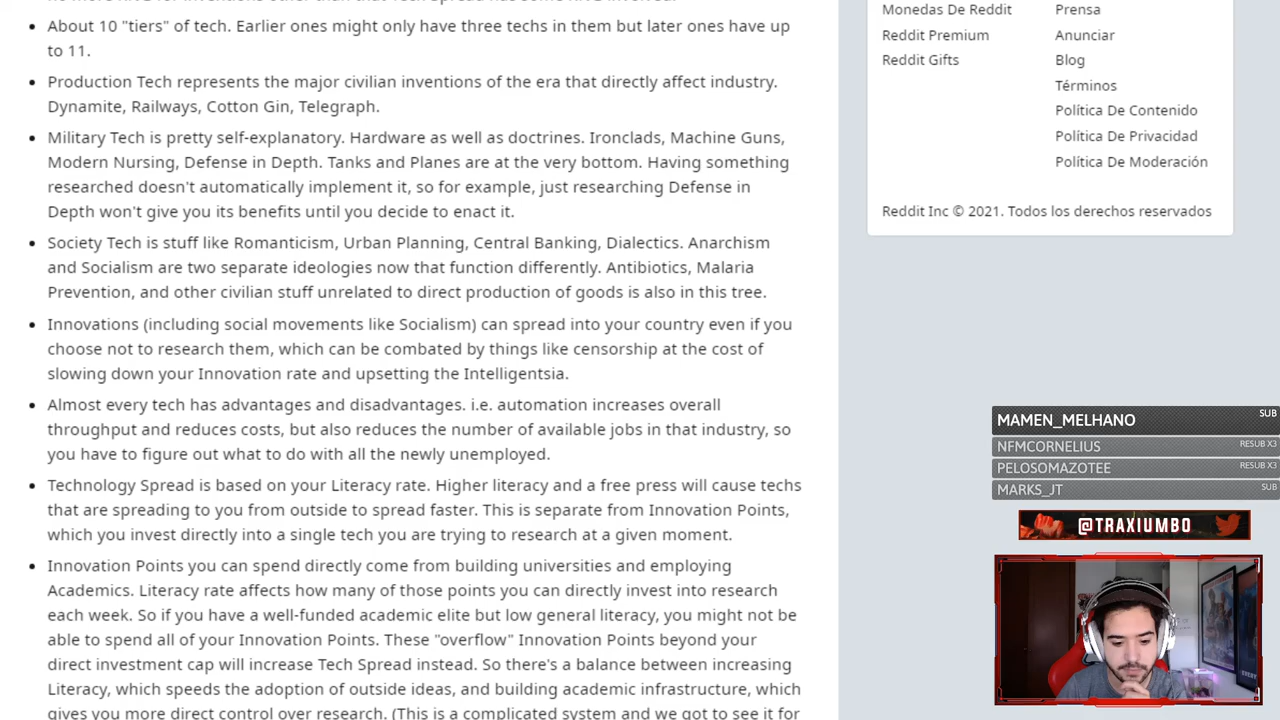 About 10 "tiers" of tech. Earlier ones might only have three techs in them but later ones have up
to 11.
Production Tech represents the major civilian inventions of the era that directly affect industry.
Dynamite, Railways, Cotton Gin, Telegraph.
Military Tech is pretty self-explanatory. Hardware as well as doctrines. Ironclads, Machine Guns,
Modern Nursing, Defense in Depth. Tanks and Planes are at the very bottom. Having something
researched doesn't automatically implement it, so for example, just researching Defense in
Depth won't give you its benefits until you decide to enact it.
Society Tech is stuff like Romanticism, Urban Planning, Central Banking, Dialectics. Anarchism
and Socialism are two separate ideologies now that function differently. Antibiotics, Malaria
Prevention, and other civilian stuff unrelated to direct production of goods is also in this tree.
Innovations (including social movements like Socialism) can spread into your country even if you
choose not to research them, which can be combated by things like censorship at the cost of
slowing down your Innovation rate and upsetting the Intelligentsia.
Almost every tech has advantages and disadvantages. i.e. automation increases overall
throughput and reduces costs, but also reduces the number of available jobs in that industry, so
you have to figure out what to do with all the newly unemployed.
Technology Spread is based on your Literacy rate. Higher literacy and a free press will cause techs
that are spreading to you from outside to spread faster. This is separate from Innovation Points,
which you invest directly into a single tech you are trying to research at a given moment.
Innovation Points you can spend directly come from building universities and employing
Academics. Literacy rate affects how many of those points you can directly invest into research
each week. So if you have a well-funded academic elite but low general literacy, you might not be
able to spend all of your Innovation Points. These "overflow" Innovation Points beyond your
direct investment cap will increase Tech Spread instead. So there's a balance between increasing
Literacy, which speeds the adoption of outside ideas, and building academic infrastructure, which
gives you more direct control over research. (This is a complicated system and we got to see it for
Monedas De Reddit
Reddit Premium
Reddit Gifts
Prensa
Anunciar
Blog
Términos
Política De Contenido
Política De Privacidad
Política De Moderación
Reddit Inc © 2021. Todos los derechos reservados
MAMEN_MELHANO SUB
NFMCORNELIUS RESUB X3
PELOSOMAZOTEE RESUB X3
MARKS_JT SUB
@TRAXIUMBO